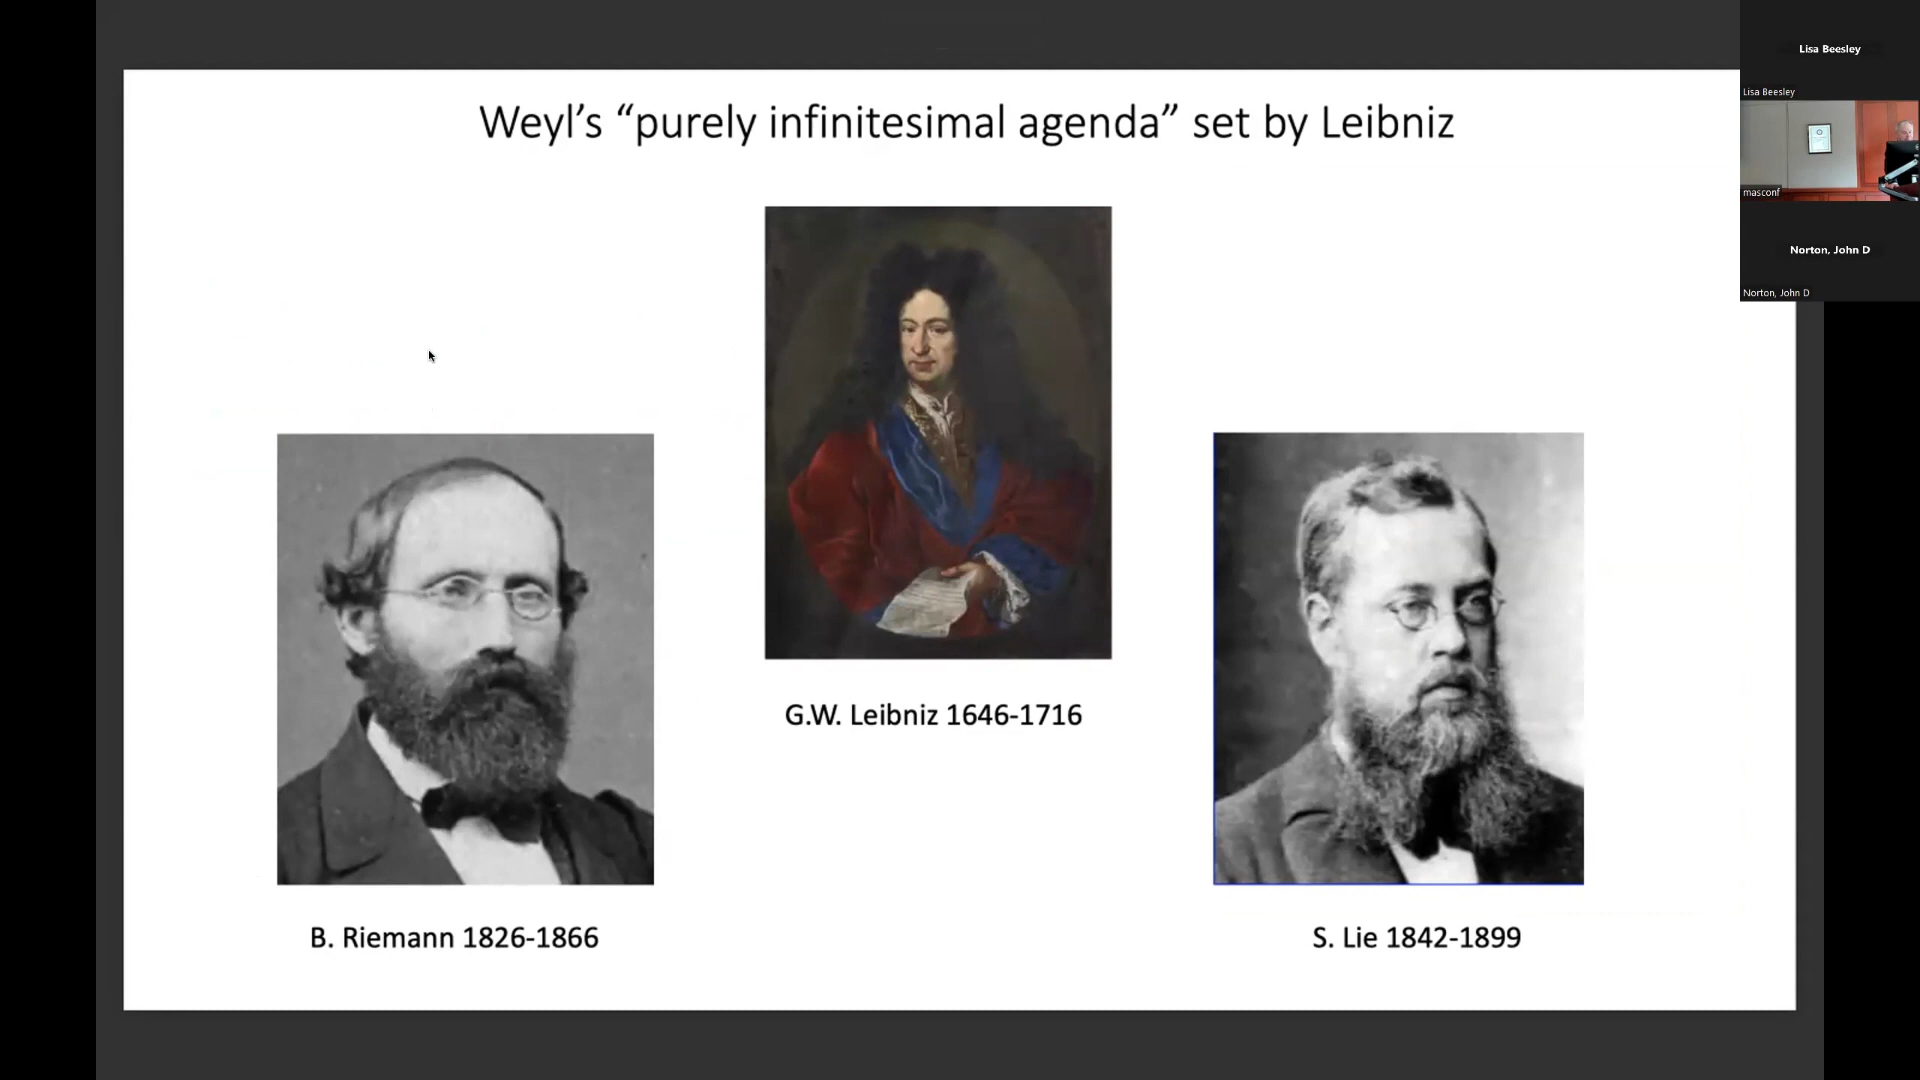 Weyl’s “purely infinitesimal agenda” set by Leibniz
G.W. Leibniz 1646-1716
B. Riemann 1826-1866
S. Lie 1842-1899
Lisa Beesley
Lisa Beesley
masconf
Norton, John D
Norton, John D